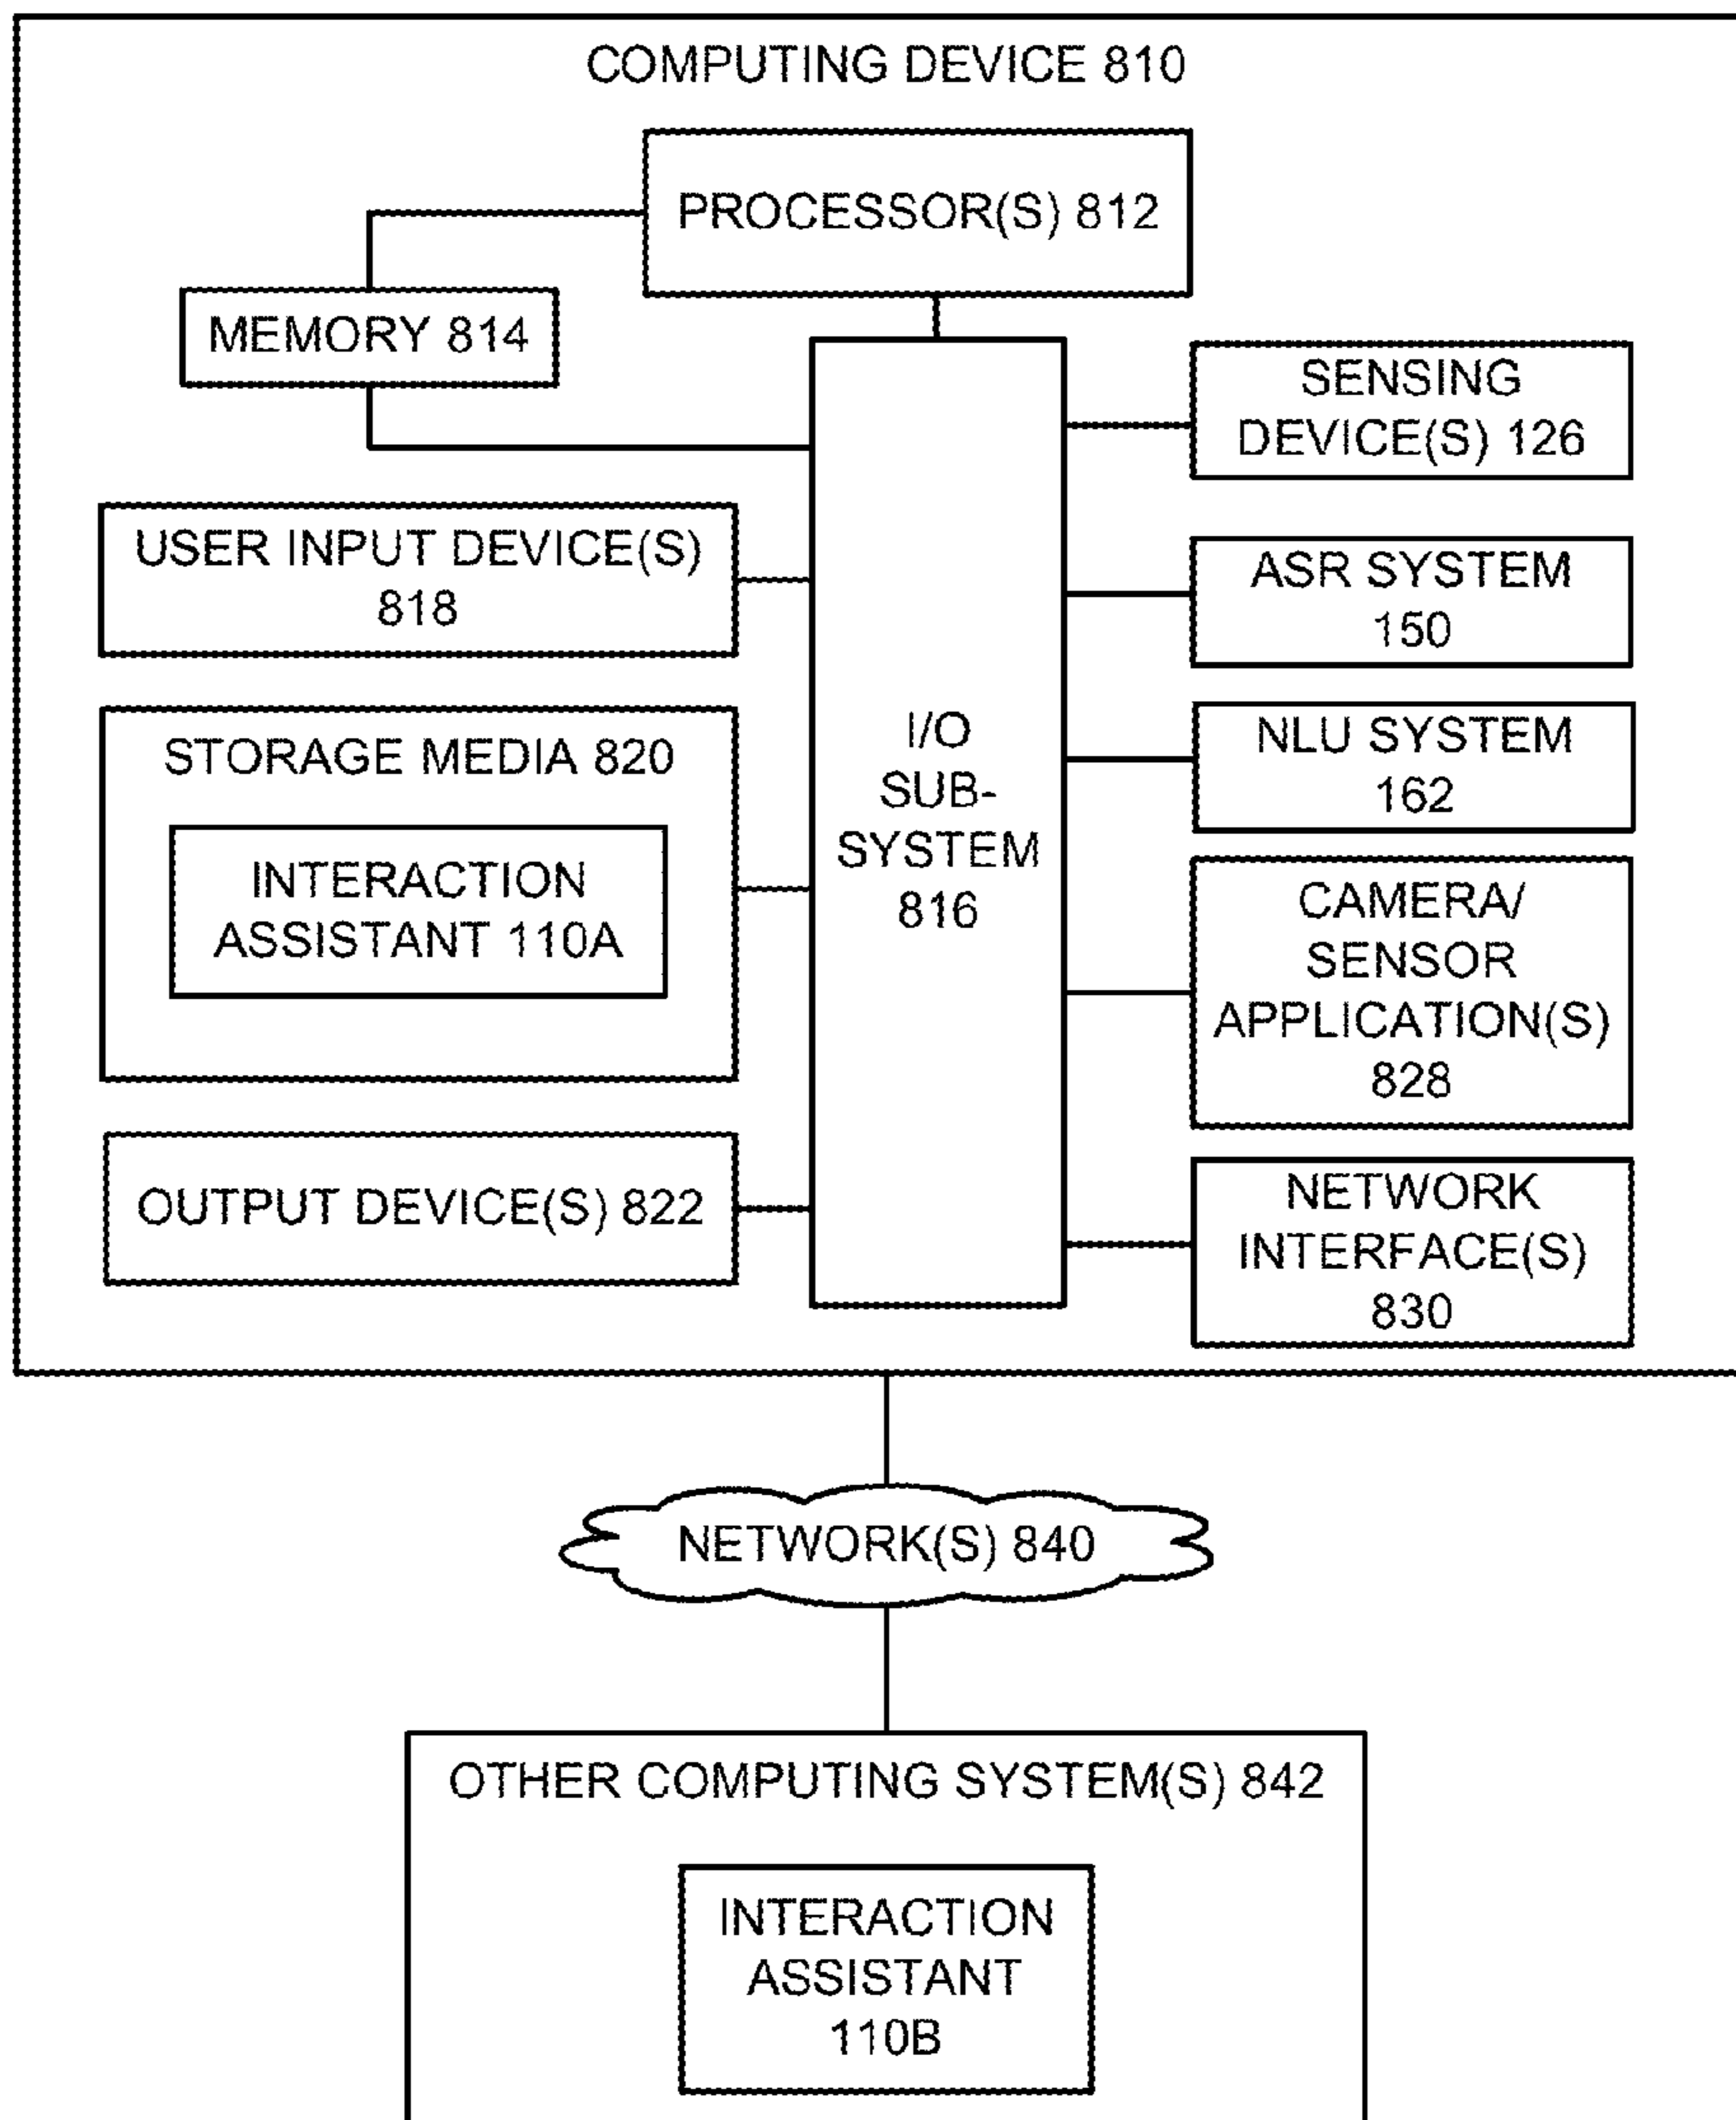 COMPUTING DEVICE 810
PROCESSOR(S) 812
MEMORY 814
USER INPUT DEVICE(S)
818
STORAGE MEDIA 820
INTERACTION
ASSISTANT 110A
OUTPUT DEVICE(S) 822
I/O
SUB-
SYSTEM
816
SENSING
DEVICE(S) 126
ASR SYSTEM
150
NLU SYSTEM
162
CAMERA/
SENSOR
APPLICATION(S)
828
NETWORK
INTERFACE(S)
830
NETWORK(S) 840
OTHER COMPUTING SYSTEM(S) 842
INTERACTION
ASSISTANT
110B